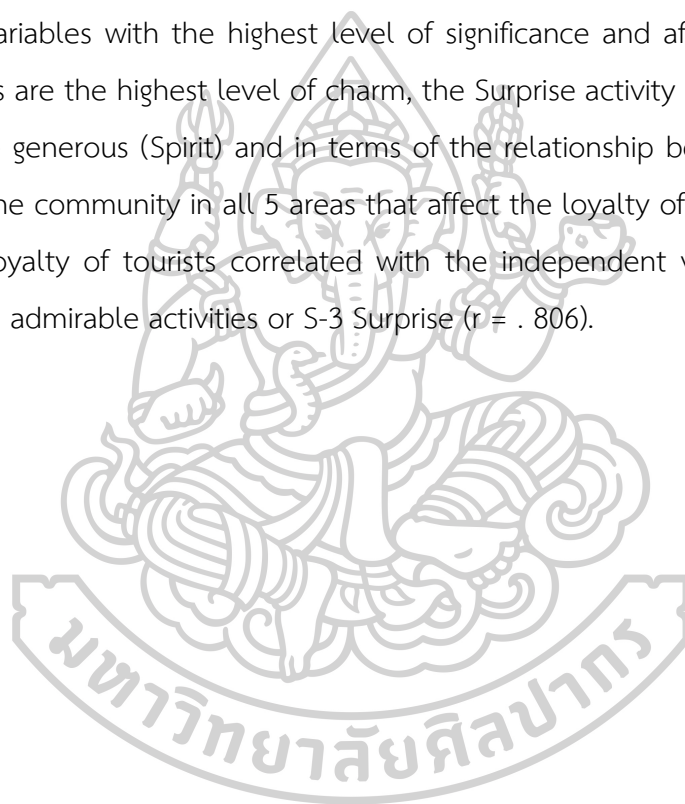 ariables with the highest level of significance and af
s are the highest level of charm, the Surprise activity
generous (Spirit) and in terms of the relationship be
ne community in all 5 areas that affect the loyalty of
oyalty of tourists correlated with the independent v
admirable activities or S-3 Surprise (r = . 806).
มหาวิทยาลัยศิลปากร